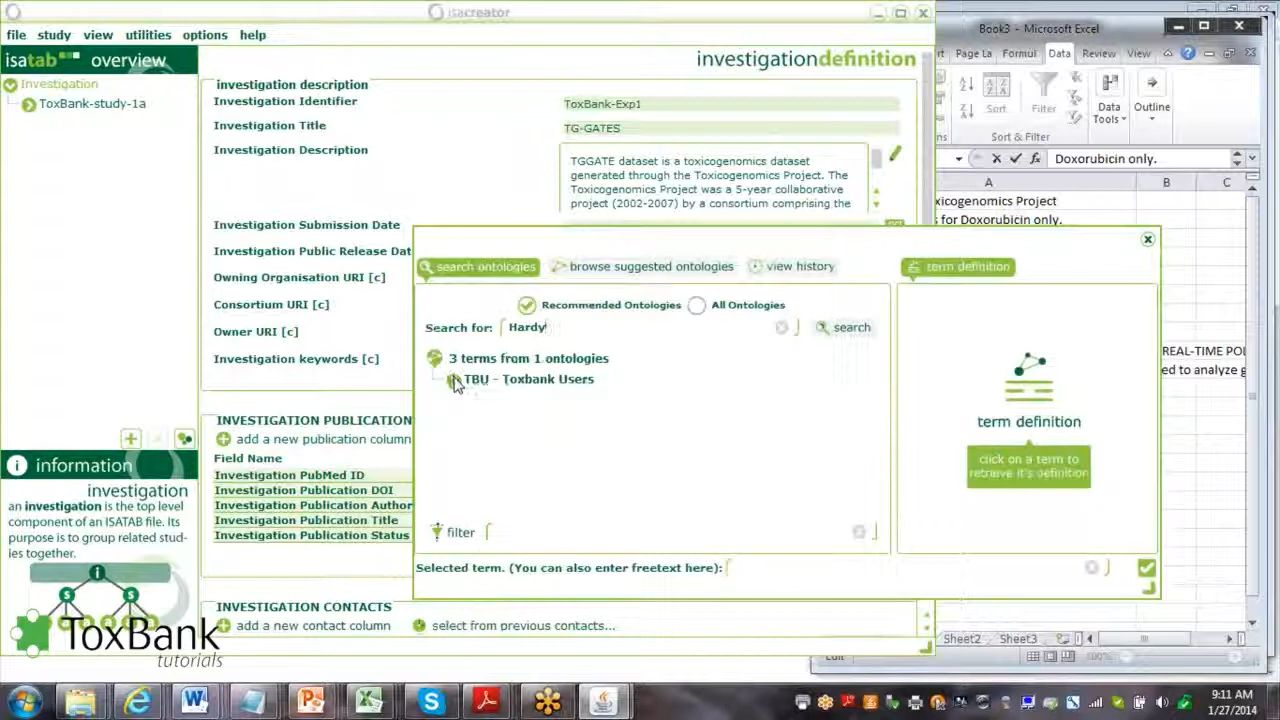 isacreator
file study view utilities options help
isatab overview
Investigation
ToxBank-study-1a
investigationdefinition
investigation description
Investigation Identifier
ToxBank-Exp1
Investigation Title
TG-GATES
Investigation Description
TGGATE dataset is a toxicogenomics dataset
generated through the Toxicogenomics Project. The
Toxicogenomics Project was a 5-year collaborative
project (2002-2007) by a consortium comprising the
Investigation Submission Date
Investigation Public Release Dat
Owning Organisation URI [c]
Consortium URI [c]
Owner URI [c]
Investigation keywords [c]
INVESTIGATION PUBLICATION
add a new publication column
Field Name
Investigation PubMed ID
Investigation Publication DOI
Investigation Publication Author
Investigation Publication Title
Investigation Publication Status
INVESTIGATION CONTACTS
add a new contact column
select from previous contacts...
information
investigation
an investigation is the top level
component of an ISATAB file. Its
purpose is to group related stud-
ies together.
i
s s
ToxBank
tutorials
search ontologies
browse suggested ontologies
view history
term definition
Recommended Ontologies
All Ontologies
Search for:
Hardy
search
3 terms from 1 ontologies
TBU - Toxbank Users
filter
term definition
click on a term to
retrieve it's definition
Selected term. (You can also enter freetext here):
Book3 - Microsoft Excel
Page La Formul Data Review View
Sort
Filter
Data
Tools
Outline
Sort & Filter
Doxorubicin only.
A B C
xicogenomics Project
s for Doxorubicin only.
REAL-TIME POL
ed to analyze g
Sheet2 Sheet3
Edit
100%
9:11 AM
1/27/2014